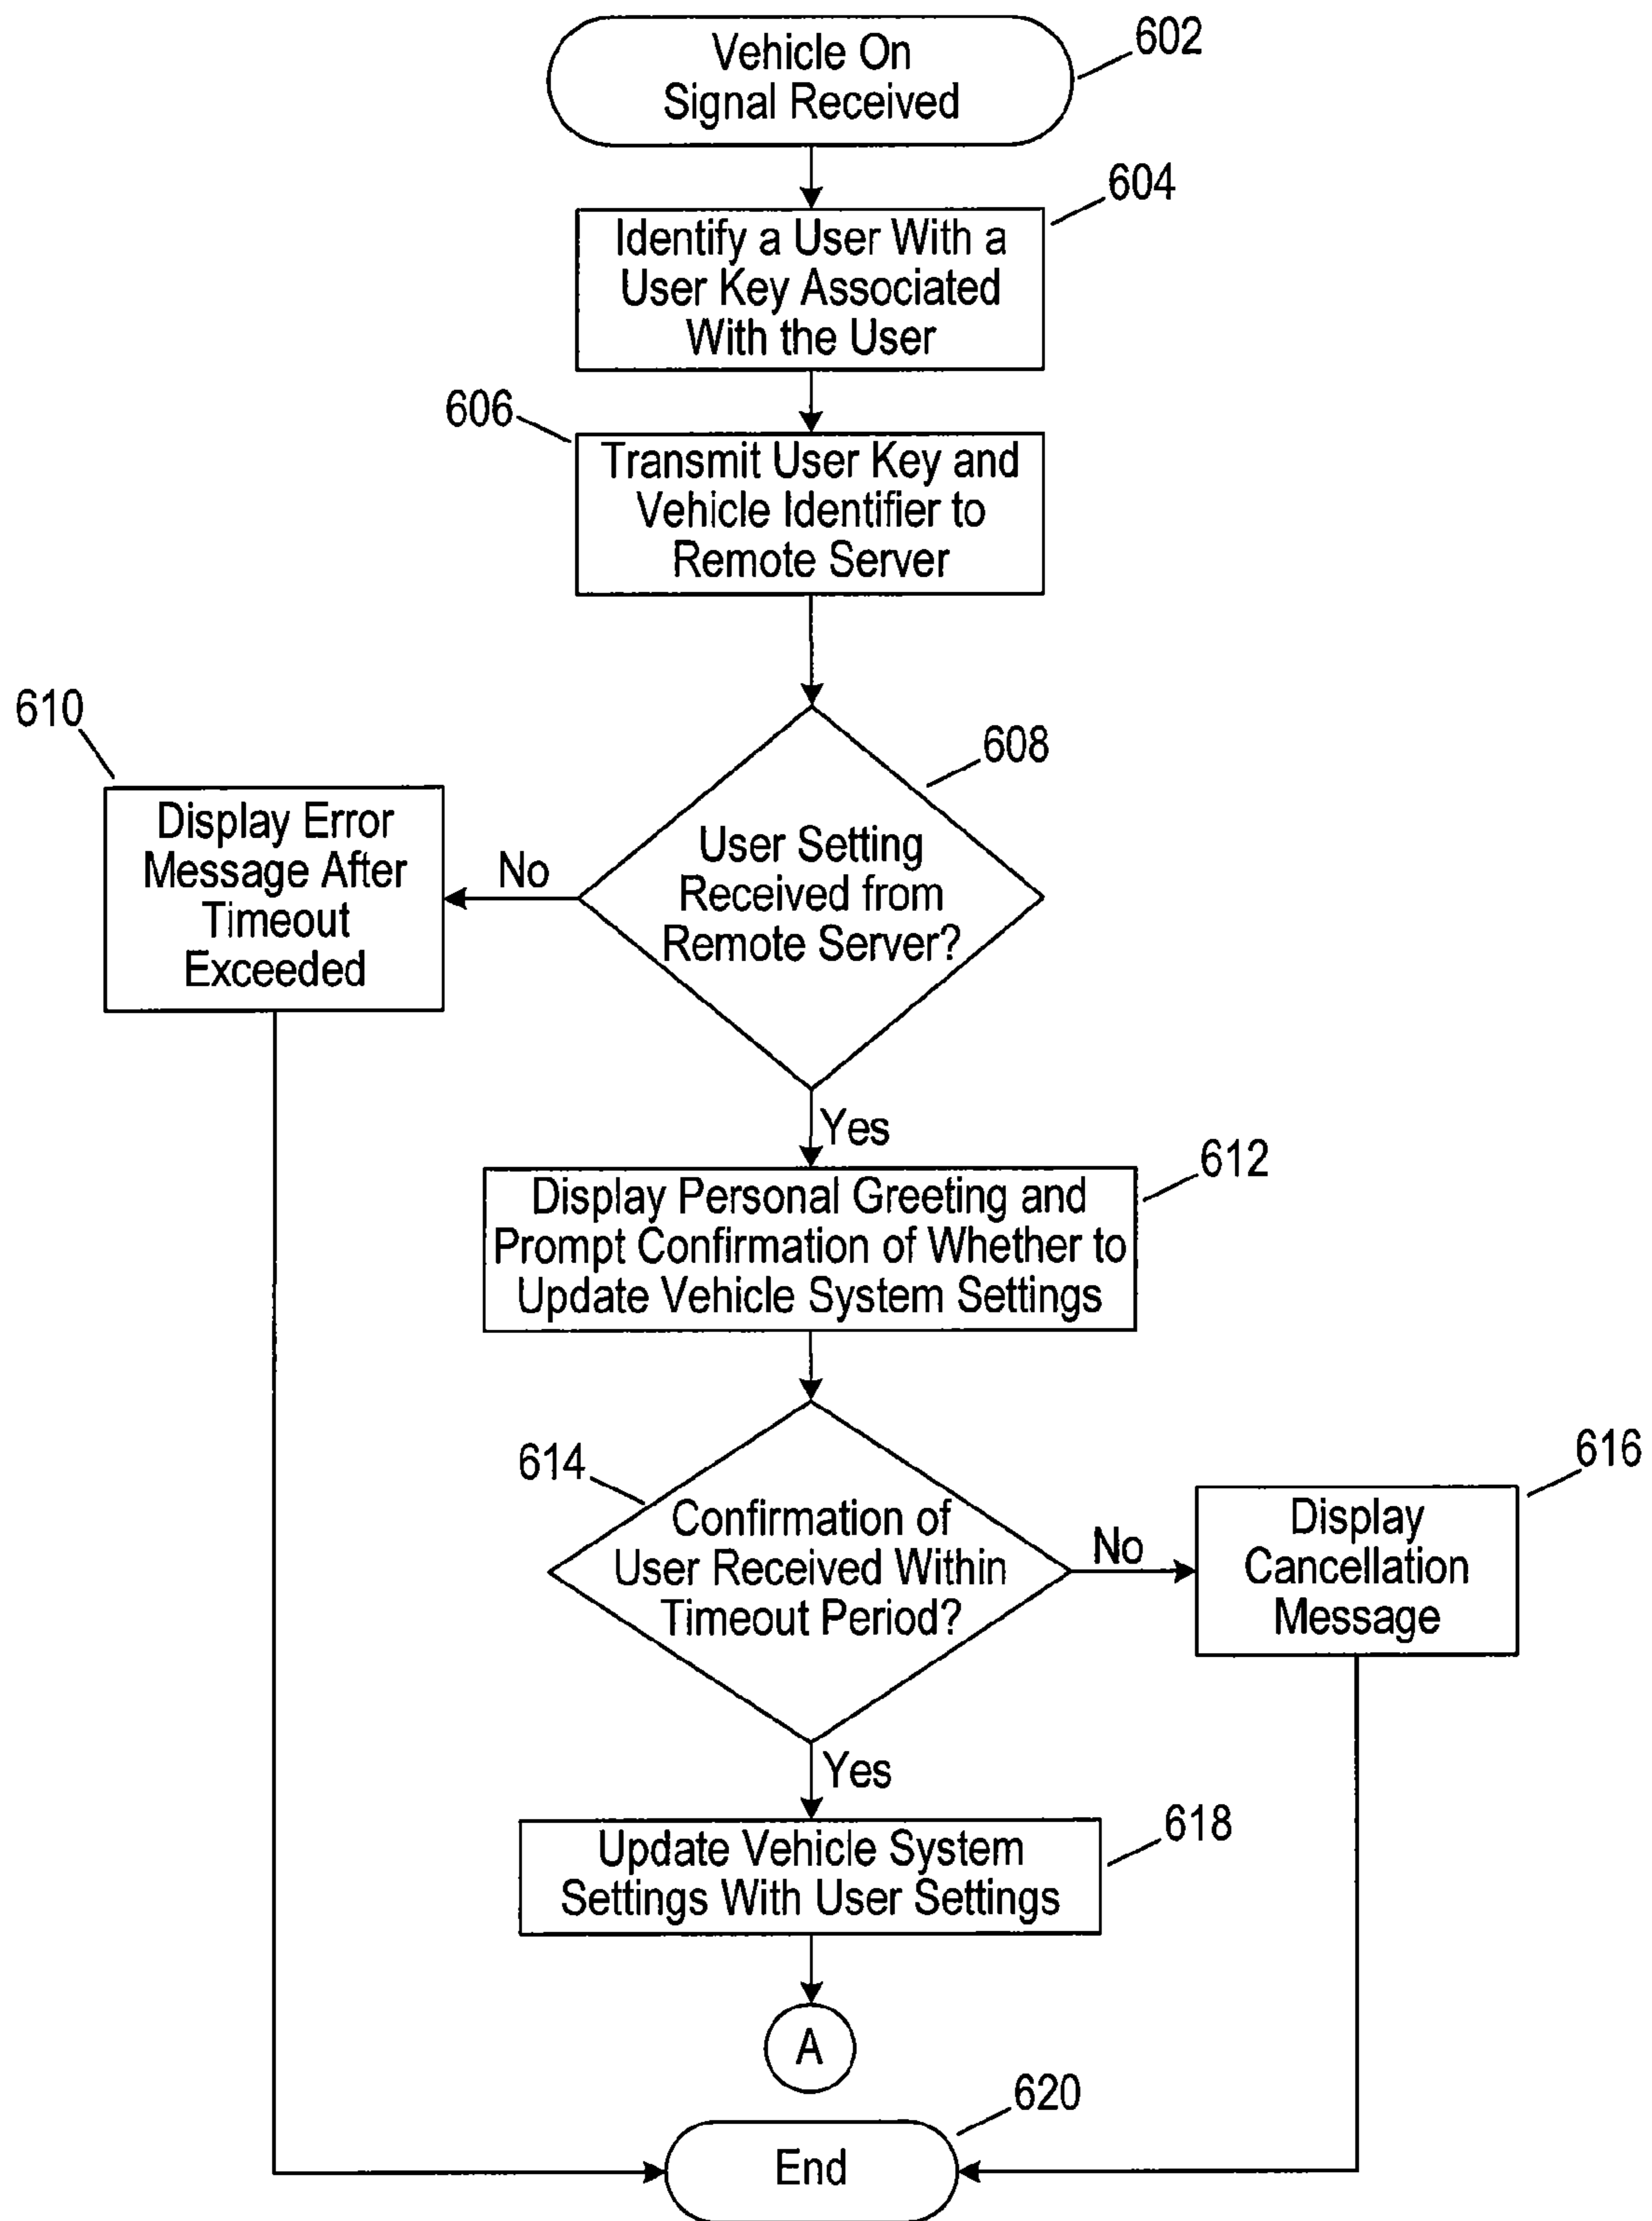 Vehicle On
Signal Received
602
Identify a User With a
User Key Associated
With the User
604
606
Transmit User Key and
Vehicle Identifier to
Remote Server
608
User Setting
Received from
Remote Server?
610
Display Error
Message After
Timeout
Exceeded
No
Yes
612
Display Personal Greeting and
Prompt Confirmation of Whether to
Update Vehicle System Settings
614
Confirmation of
User Received Within
Timeout Period?
No
616
Display
Cancellation
Message
Yes
618
Update Vehicle System
Settings With User Settings
A
620
End